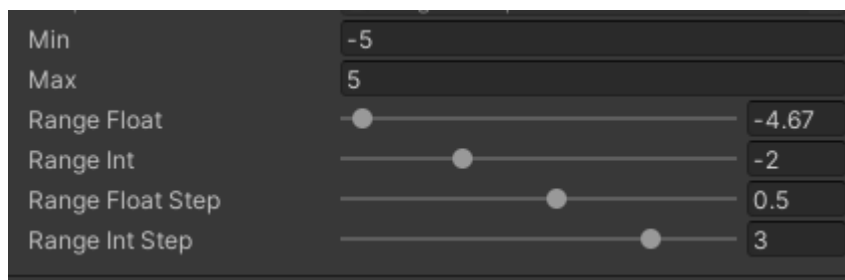 Min -5
Max 5
Range Float -4.67
Range Int -2
Range Float Step 0.5
Range Int Step 3